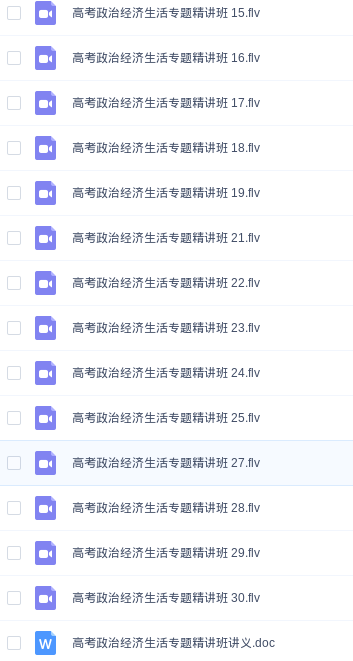 高考政治经济生活专题精讲班 15.flv
高考政治经济生活专题精讲班 16.flv
高考政治经济生活专题精讲班 17.flv
高考政治经济生活专题精讲班 18.flv
高考政治经济生活专题精讲班 19.flv
高考政治经济生活专题精讲班 21.flv
高考政治经济生活专题精讲班 22.flv
高考政治经济生活专题精讲班 23.flv
高考政治经济生活专题精讲班 24.flv
高考政治经济生活专题精讲班 25.flv
高考政治经济生活专题精讲班 27.flv
高考政治经济生活专题精讲班 28.flv
高考政治经济生活专题精讲班 29.flv
高考政治经济生活专题精讲班 30.flv
W 高考政治经济生活专题精讲班讲义.doc